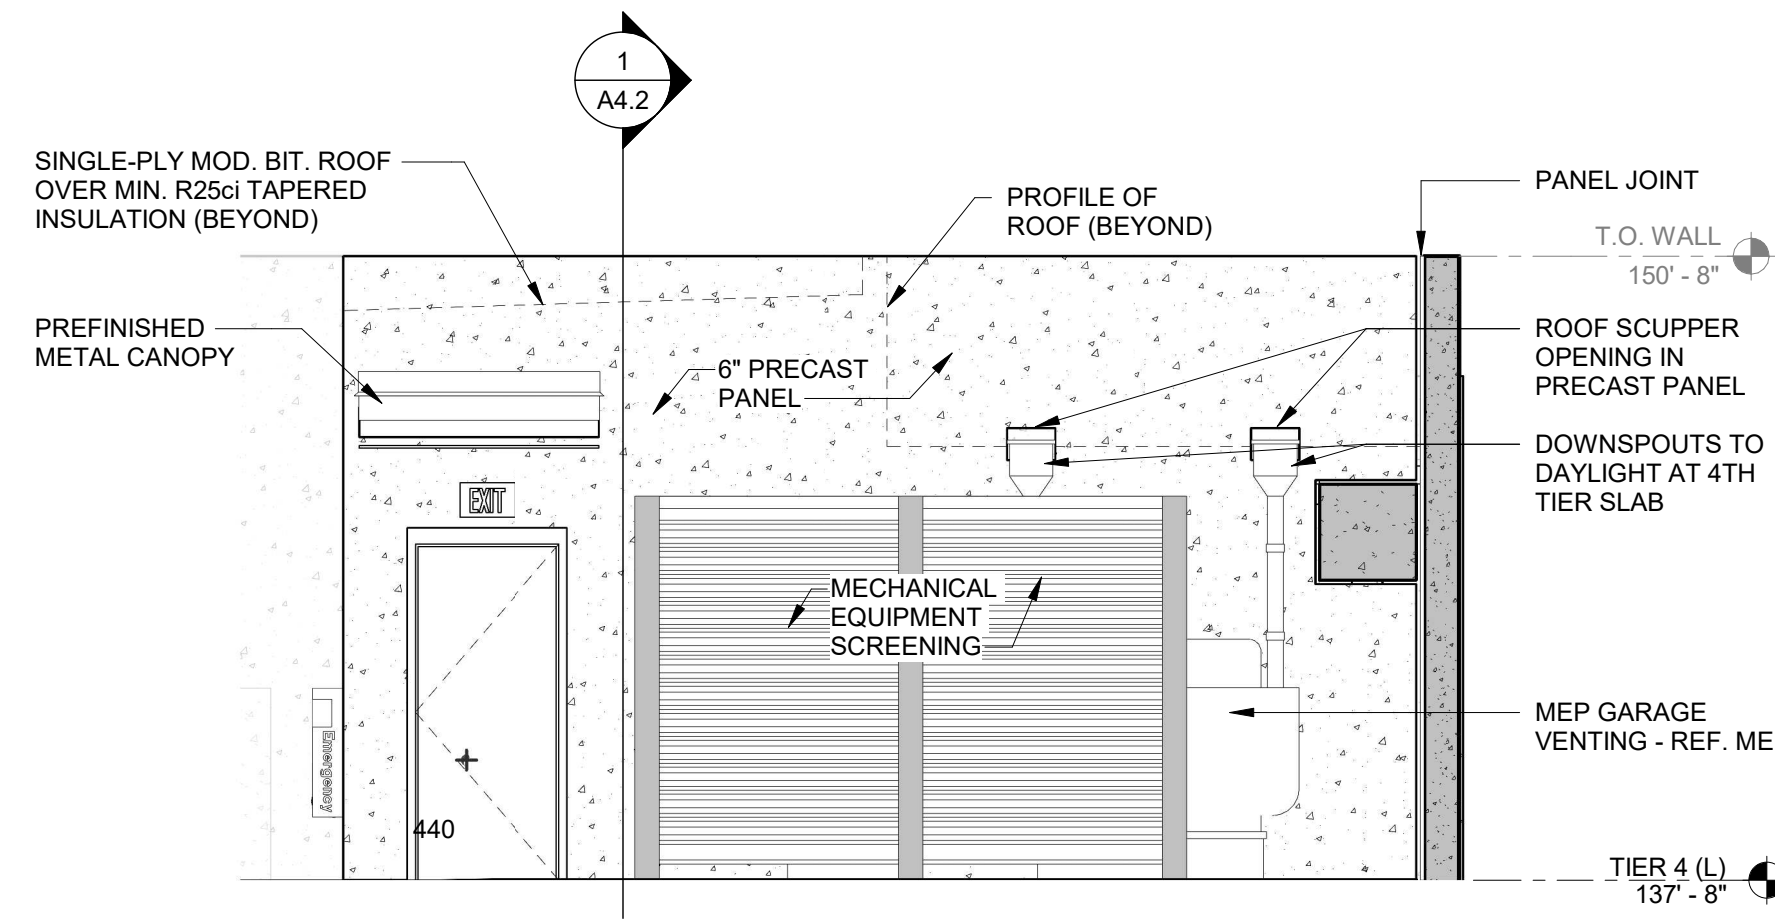 1
A4.2
SINGLE-PLY MOD. BIT. ROOF
OVER MIN. R25ci TAPERED
INSULATION (BEYOND)
PROFILE OF
ROOF (BEYOND)
PANEL JOINT
T.O. WALL
150' - 8"
PREFINISHED
METAL CANOPY
6" PRECAST
PANEL
ROOF SCUPPER
OPENING IN
PRECAST PANEL
DOWNSPOUTS TO
DAYLIGHT AT 4TH
TIER SLAB
EXIT
MECHANICAL
EQUIPMENT
SCREENING
MEP GARAGE
VENTING - REF. ME
Emergency
440
TIER 4 (L)
137' - 8"